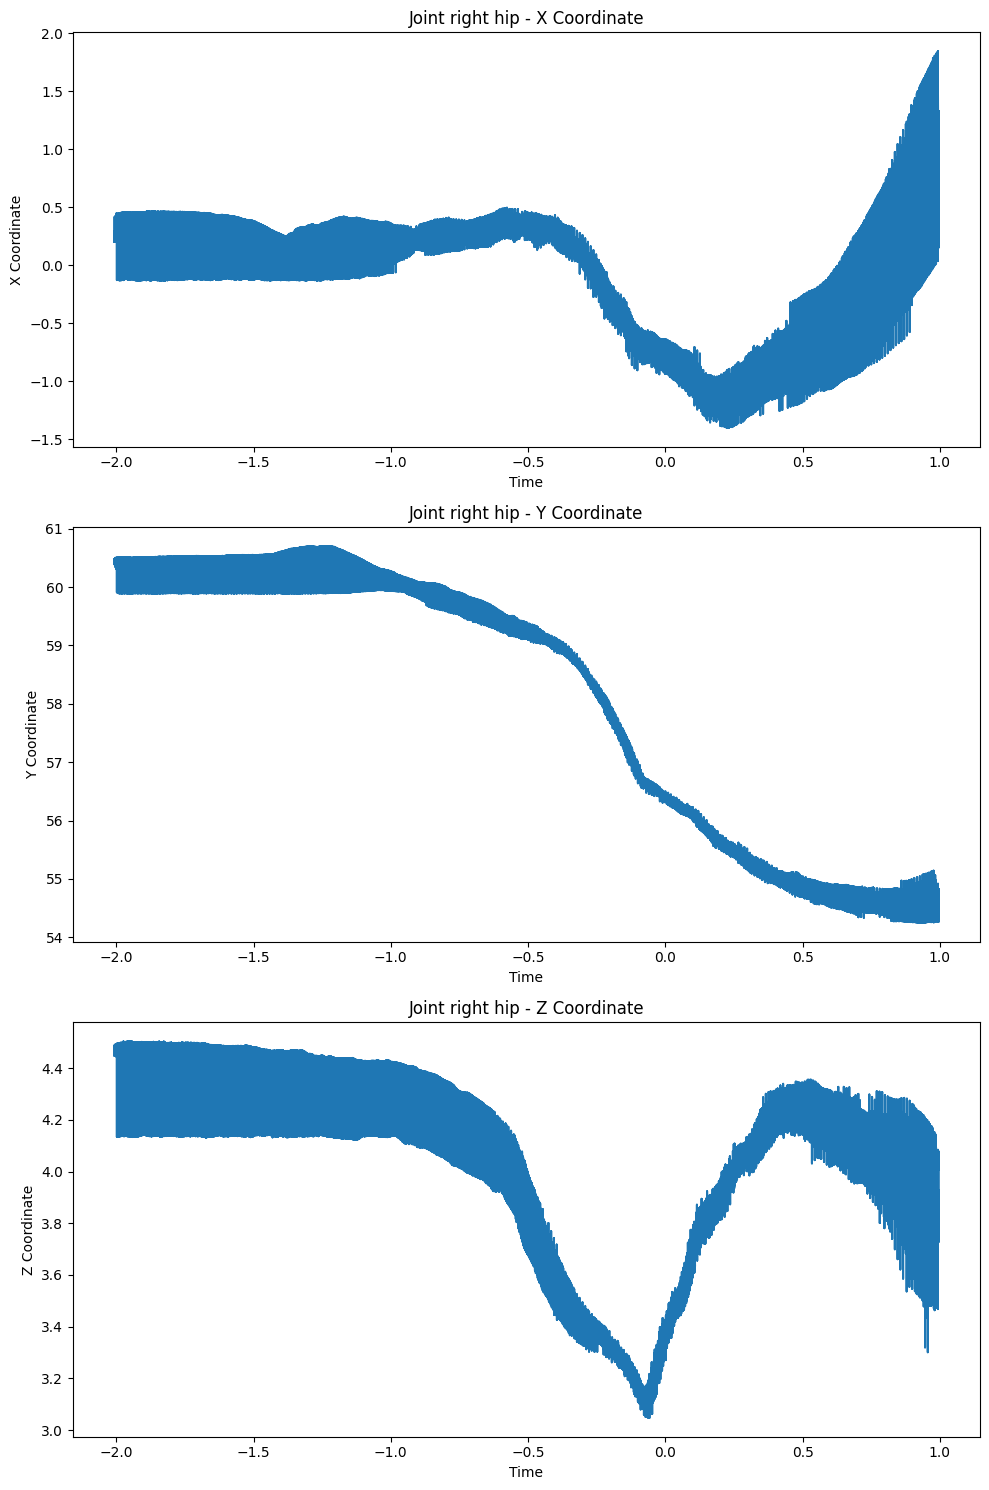 Joint right hip - X Coordinate
2.0
1.5
1.0
0.5
0.0
−0.5
−1.0
−1.5
X Coordinate
−2.0 −1.5 −1.0 −0.5 0.0 0.5 1.0
Time
Joint right hip - Y Coordinate
61
60
59
58
57
56
55
54
Y Coordinate
−2.0 −1.5 −1.0 −0.5 0.0 0.5 1.0
Time
Joint right hip - Z Coordinate
4.4
4.2
4.0
3.8
3.6
3.4
3.2
3.0
Z Coordinate
−2.0 −1.5 −1.0 −0.5 0.0 0.5 1.0
Time